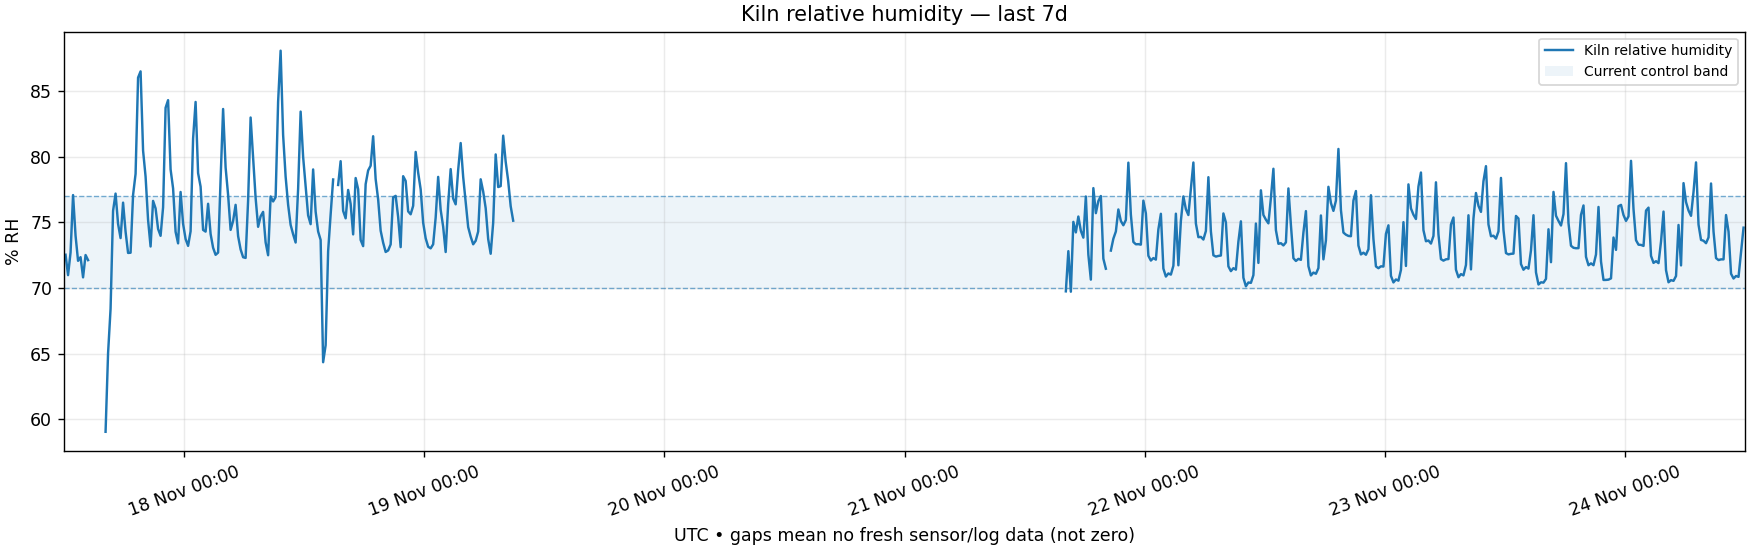 Kiln relative humidity — last 7d
Kiln relative humidity
Current control band
% RH
85
80
75
70
65
60
18 Nov 00:00
19 Nov 00:00
20 Nov 00:00
21 Nov 00:00
22 Nov 00:00
23 Nov 00:00
24 Nov 00:00
UTC • gaps mean no fresh sensor/log data (not zero)